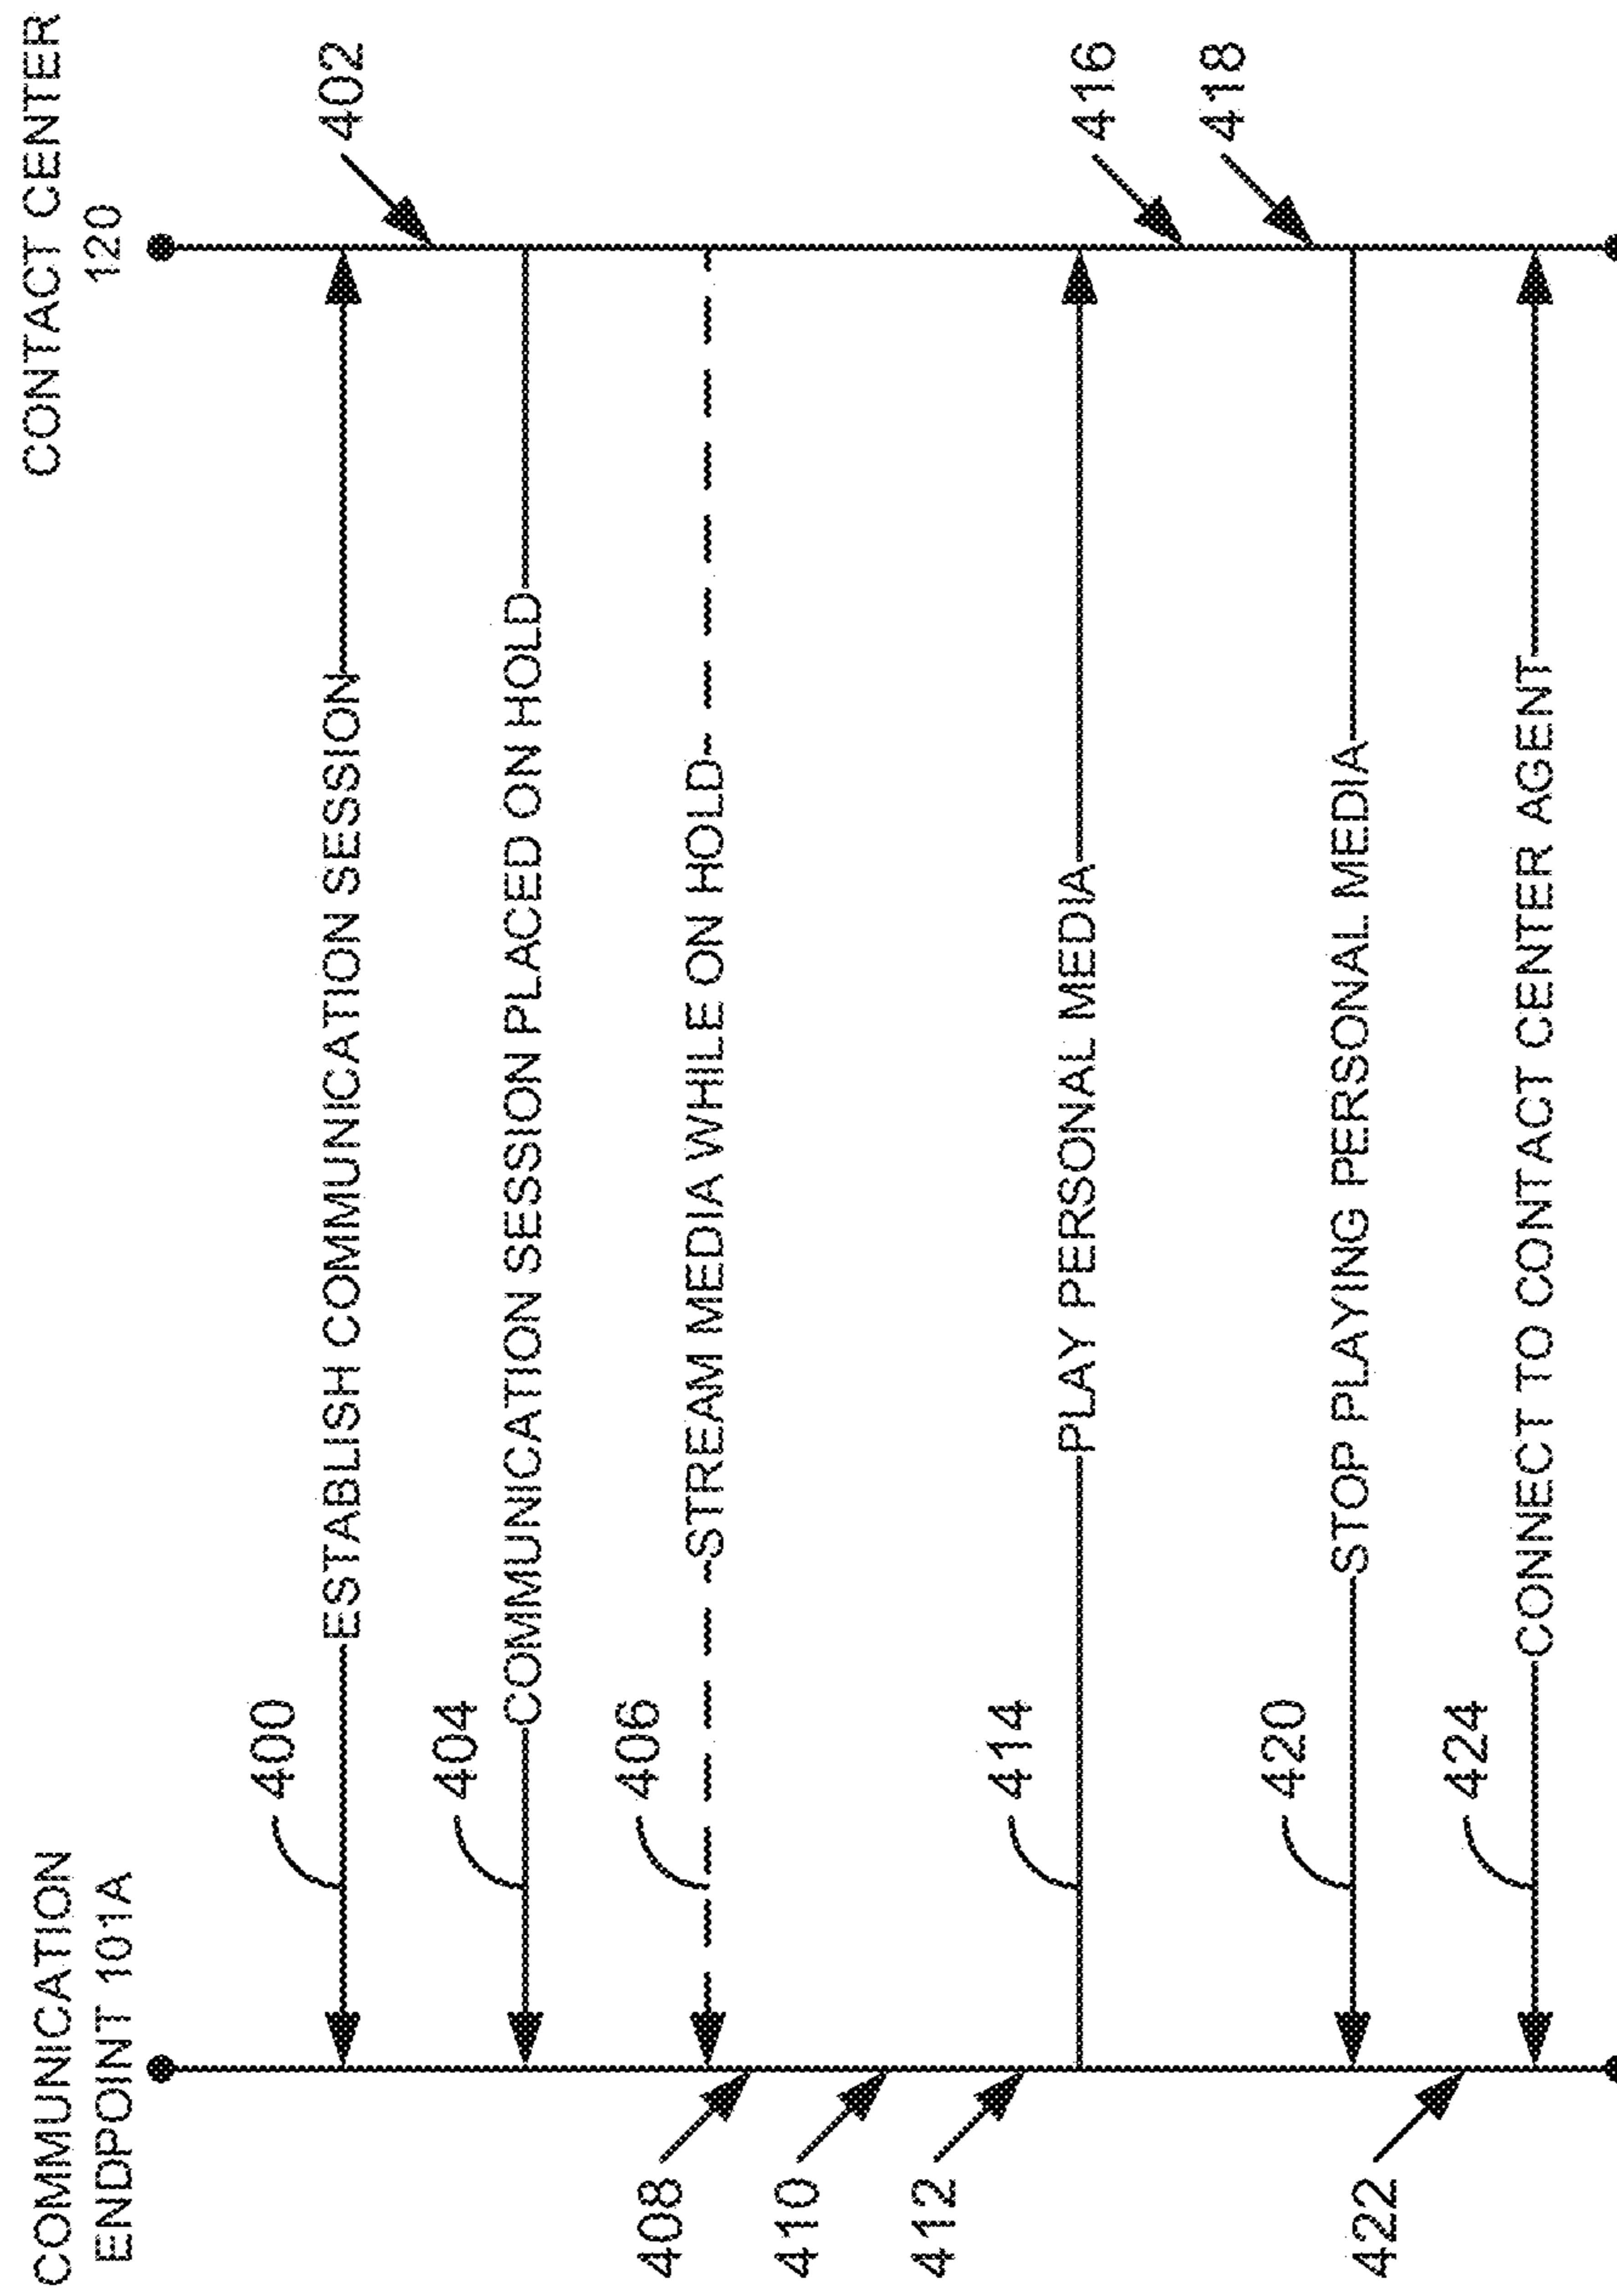 COMMUNICATION
ENDPOINT 101A
CONTACT CENTER
120
400
ESTABLISH COMMUNICATION SESSION
402
404
COMMUNICATION SESSION PLACED ON HOLD
406
STREAM MEDIA WHILE ON HOLD
408
410
412
414
PLAY PERSONAL MEDIA
416
418
420
STOP PLAYING PERSONAL MEDIA
422
424
CONNECT TO CONTACT CENTER AGENT